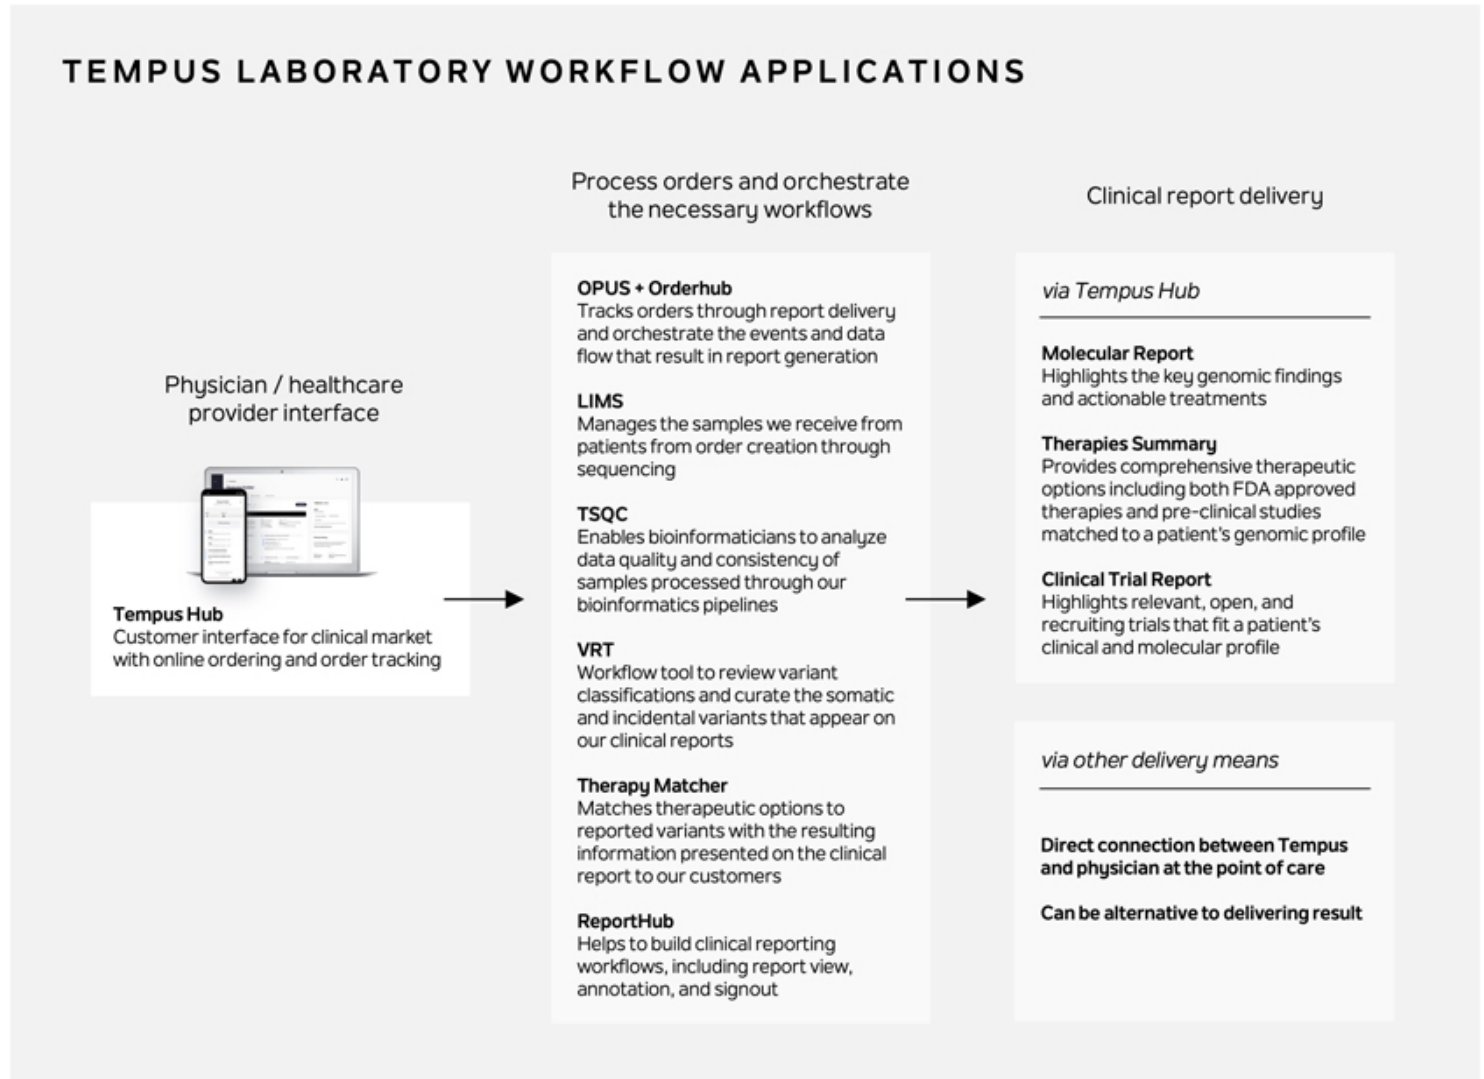 TEMPUS LABORATORY WORKFLOW APPLICATIONS
Physician / healthcare
provider interface
Tempus Hub
Customer interface for clinical market
with online ordering and order tracking
Process orders and orchestrate
the necessary workflows
OPUS + Orderhub
Tracks orders through report delivery
and orchestrate the events and data
flow that result in report generation
LIMS
Manages the samples we receive from
patients from order creation through
sequencing
TSQC
Enables bioinformaticians to analyze
data quality and consistency of
samples processed through our
bioinformatics pipelines
VRT
Workflow tool to review variant
classifications and curate the somatic
and incidental variants that appear on
our clinical reports
Therapy Matcher
Matches therapeutic options to
reported variants with the resulting
information presented on the clinical
report to our customers
ReportHub
Helps to build clinical reporting
workflows, including report view,
annotation, and signout
Clinical report delivery
via Tempus Hub
Molecular Report
Highlights the key genomic findings
and actionable treatments
Therapies Summary
Provides comprehensive therapeutic
options including both FDA approved
therapies and pre-clinical studies
matched to a patient's genomic profile
Clinical Trial Report
Highlights relevant, open, and
recruiting trials that fit a patient's
clinical and molecular profile
via other delivery means
Direct connection between Tempus
and physician at the point of care
Can be alternative to delivering result